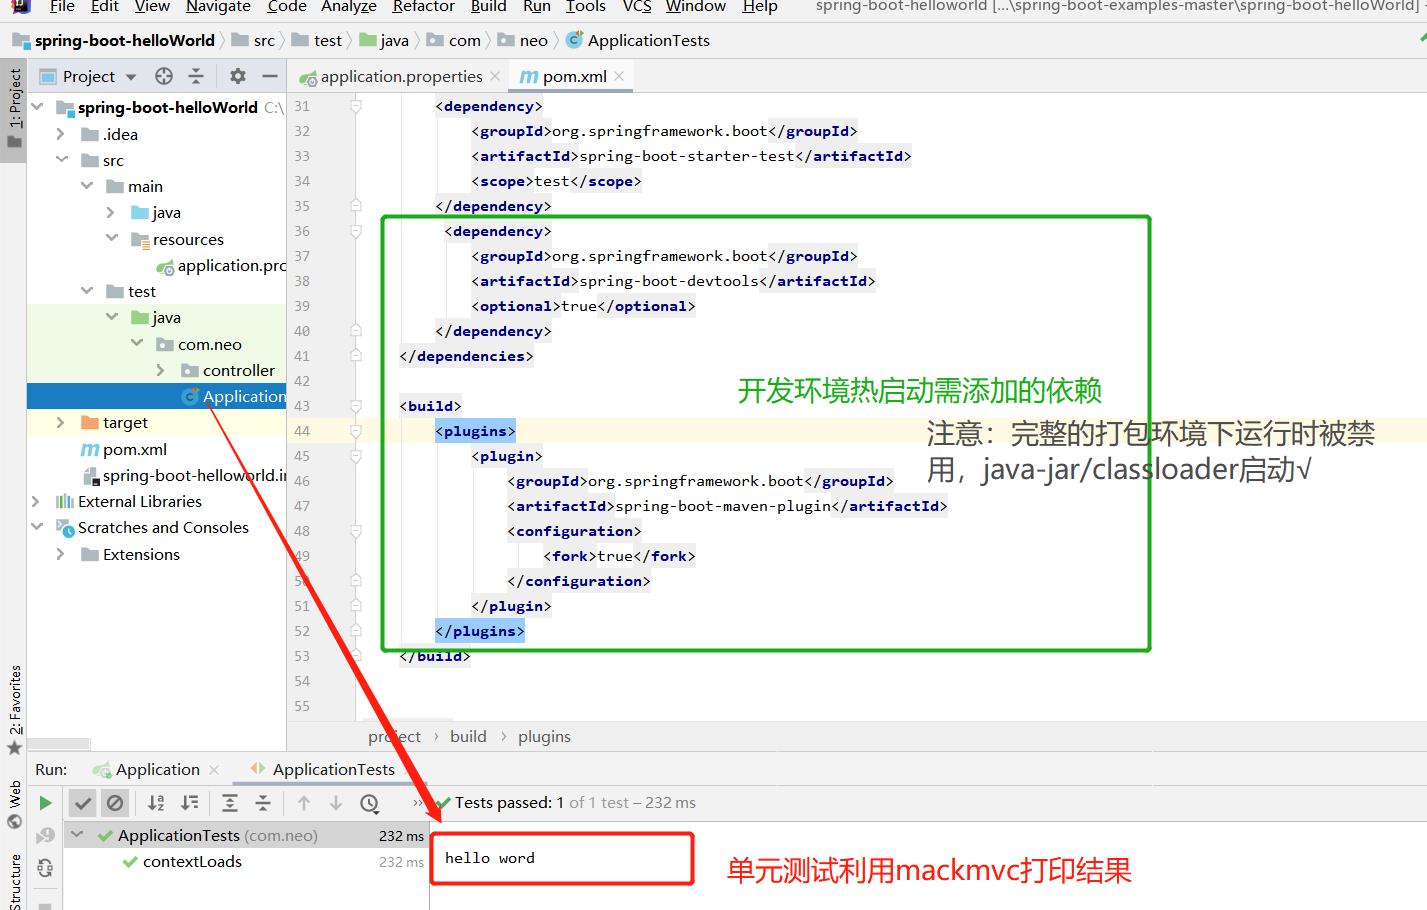 File Edit View Navigate Code Analyze Refactor Build Run Tools VCS Window Help spring-boot-helloworld [...\spring-boot-examples-master\spring-boot-helloWorld]
spring-boot-helloWorld src test java com neo ApplicationTests
Project application.properties pom.xml
1: Project
spring-boot-helloWorld C:\
.idea
src
main
java
resources
application.prc
test
java
com.neo
controller
Application
target
pom.xml
spring-boot-helloworld.in
External Libraries
Scratches and Consoles
Extensions
31 <dependency>
32 <groupId>org.springframework.boot</groupId>
33 <artifactId>spring-boot-starter-test</artifactId>
34 <scope>test</scope>
35 </dependency>
36 <dependency>
37 <groupId>org.springframework.boot</groupId>
38 <artifactId>spring-boot-devtools</artifactId>
39 <optional>true</optional>
40 </dependency>
41 </dependencies>
42
43 <build>
44 <plugins>
45 <plugin>
46 <groupId>org.springframework.boot</groupId>
47 <artifactId>spring-boot-maven-plugin</artifactId>
48 <configuration>
49 <fork>true</fork>
50 </configuration>
51 </plugin>
52 </plugins>
53 </build>
54
55
开发环境热启动需添加的依赖
注意：完整的打包环境下运行时被禁
用，java-jar/classloader启动√
project › build › plugins
2: Favorites
Web
Structure
Run: Application ApplicationTests
Tests passed: 1 of 1 test – 232 ms
ApplicationTests (com.neo) 232 ms
contextLoads 232 ms
hello word
单元测试利用mackmvc打印结果